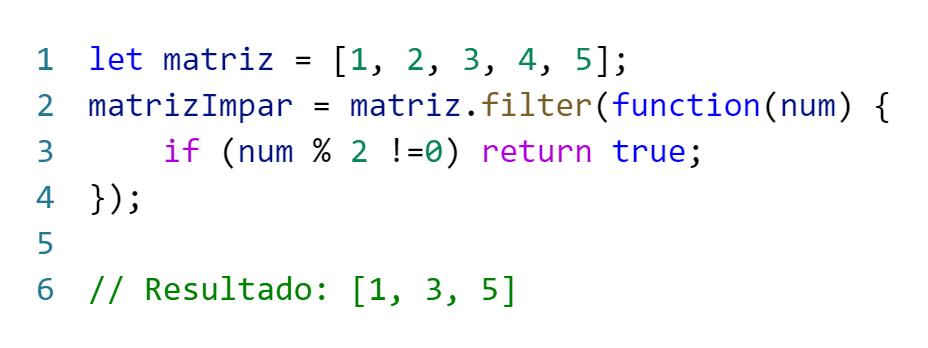 1 let matriz = [1, 2, 3, 4, 5];
2 matrizImpar = matriz.filter(function(num) {
3     if (num % 2 !=0) return true;
4 });
5
6 // Resultado: [1, 3, 5]